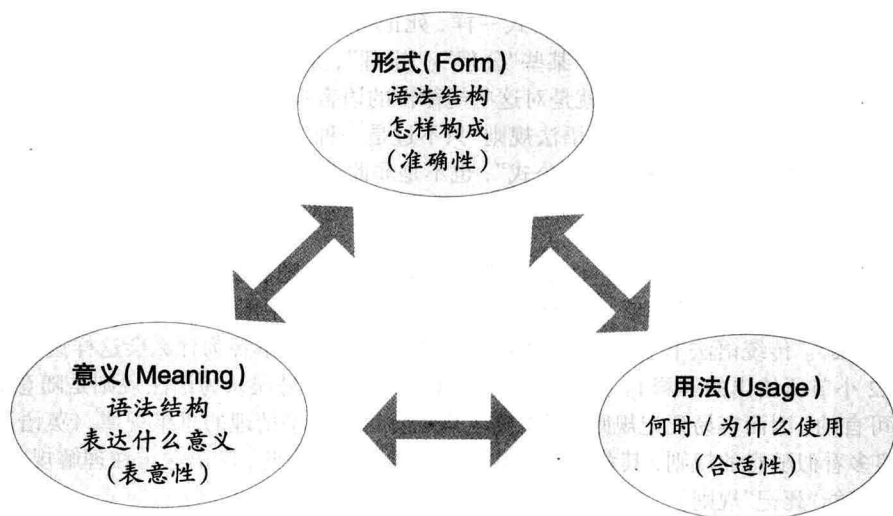 形式(Form)
语法结构
怎样构成
(准确性)
意义(Meaning)
语法结构
表达什么意义
(表意性)
用法(Usage)
何时/为什么使用
(合适性)